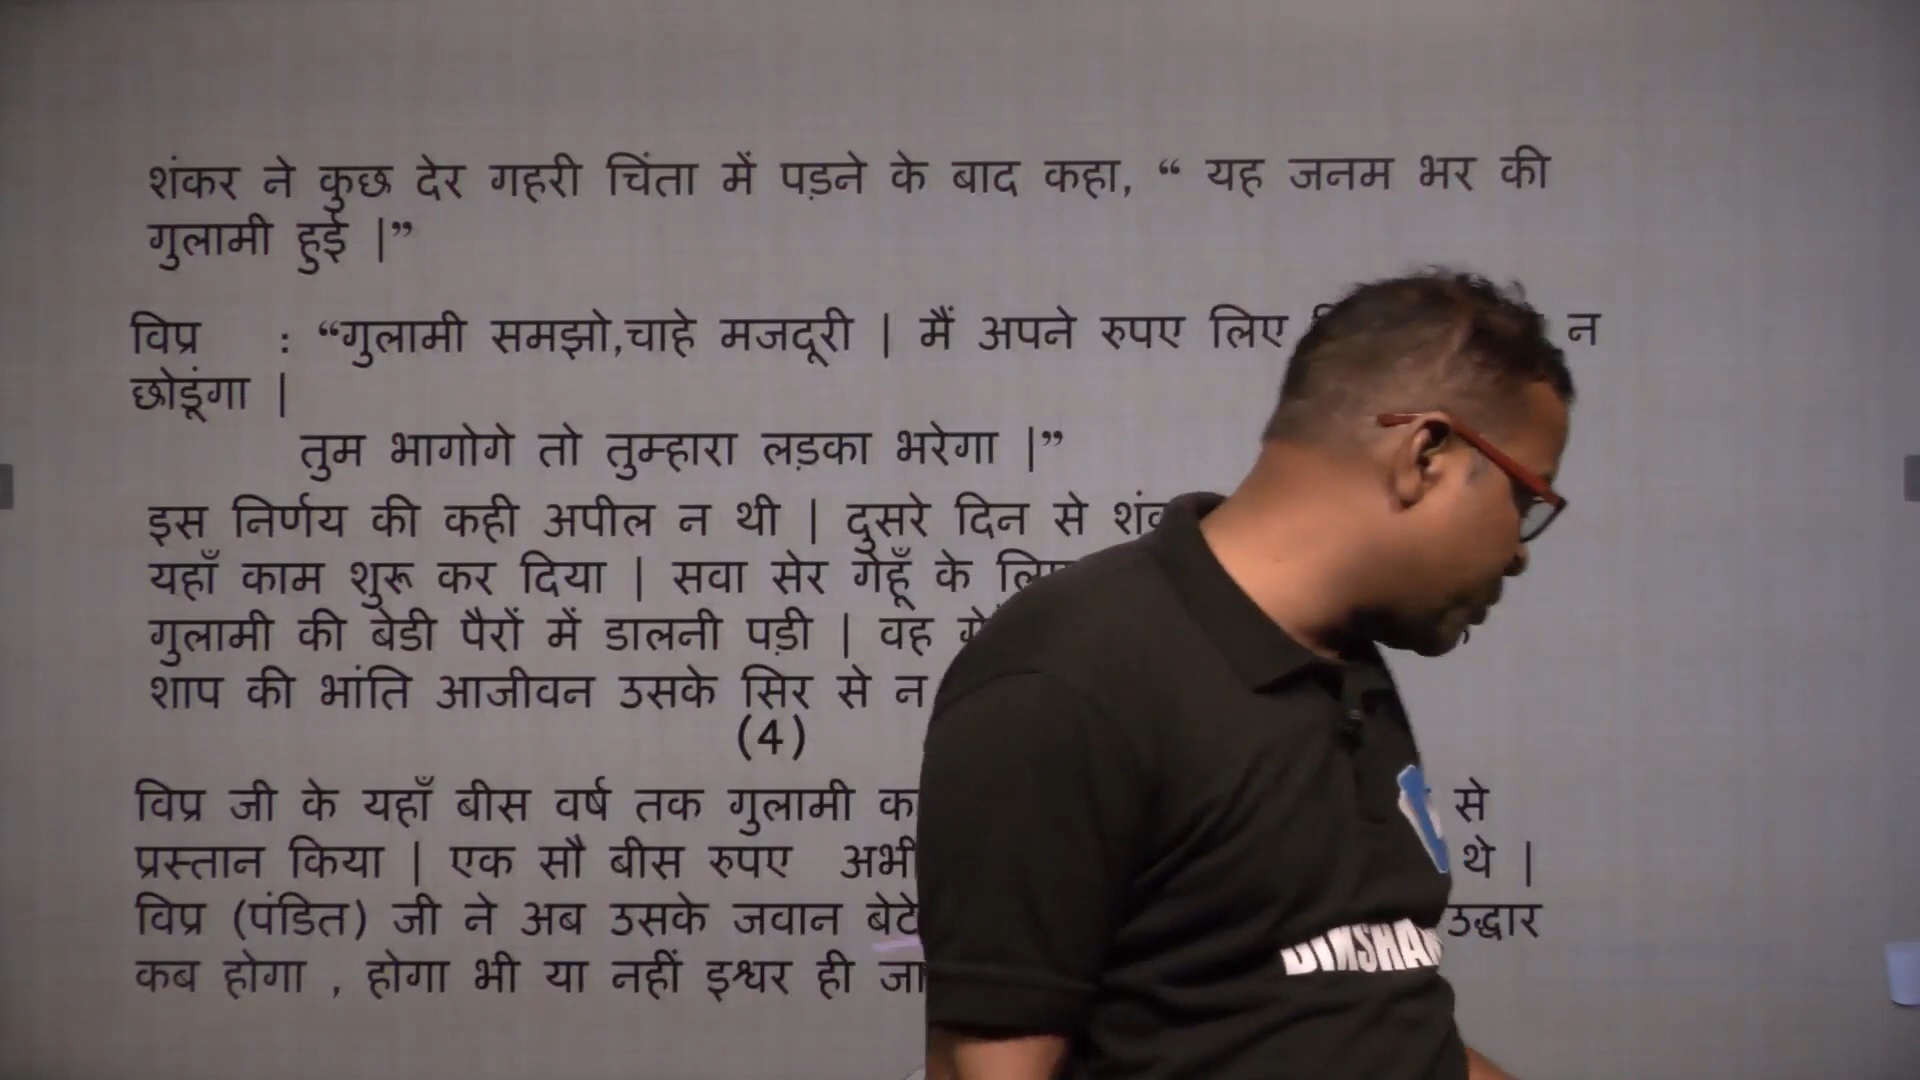 शंकर ने कुछ देर गहरी चिंता में पड़ने के बाद कहा, “ यह जनम भर की
गुलामी हुई |”
विप्र : “गुलामी समझो,चाहे मजदूरी | मैं अपने रुपए लिए न
छोडूंगा |
तुम भागोगे तो तुम्हारा लड़का भरेगा |”
इस निर्णय की कही अपील न थी | दुसरे दिन से
यहाँ काम शुरू कर दिया | सवा सेर गेहूँ के
गुलामी की बेडी पैरों में डालनी पड़ी | वह
शाप की भांति आजीवन उसके सिर से न
(4)
विप्र जी के यहाँ बीस वर्ष तक गुलामी से
प्रस्तान किया | एक सौ बीस रुपए अभी थे |
विप्र (पंडित) जी ने अब उसके जवान बेटे उद्धार
कब होगा , होगा भी या नहीं इश्वर ही